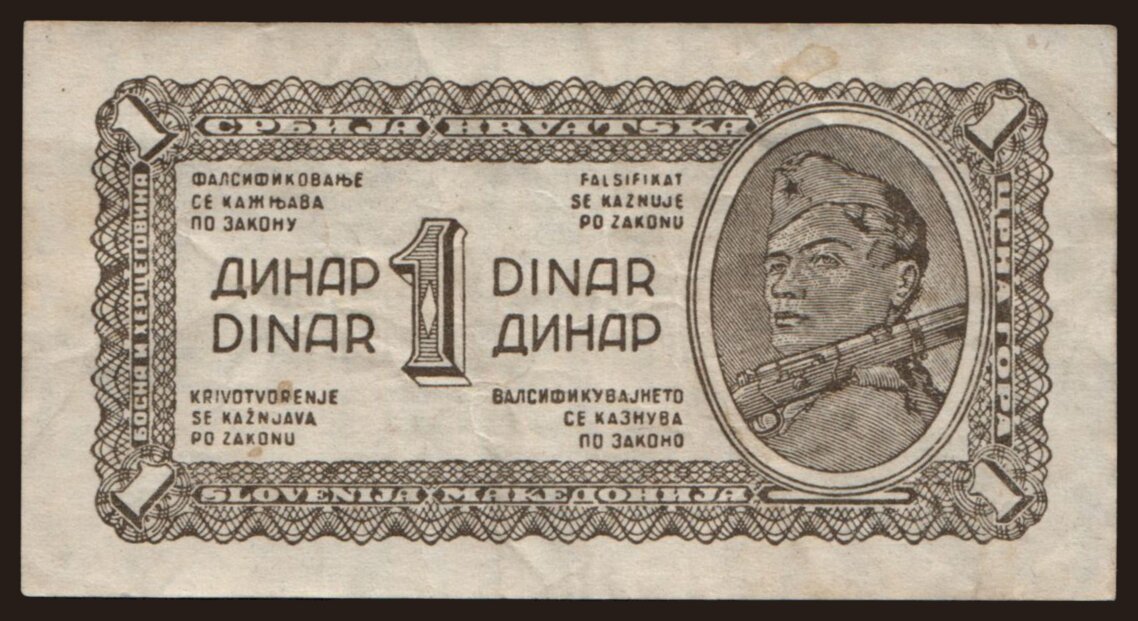 СРБИЈА HRVATSKA
БОСНА И ХЕРЦЕГОВИНА
ФАЛСИФИКОВАЊЕ
СЕ КАЖЊАВА
ПО ЗАКОНУ
FALSIFIKAT
SE KAZNUJE
PO ZAKONU
ДИНАР
DINAR
1
DINAR
ДИНАР
KRIVOTVORENJE
SE KAŽNJAVA
PO ZAKONU
ВАЛСИФИКУВАЈНЕТО
СЕ КАЗНУВА
ПО ЗАКОНО
ЦРНА ГОРА
SLOVENIJA МАКЕДОНИЈА